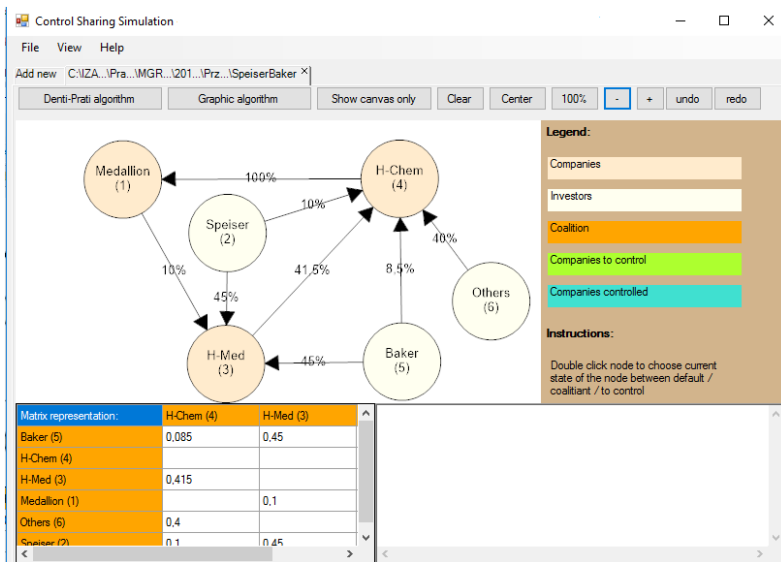 Control Sharing Simulation
File View Help
Add new C:\IZA...\Pra...\MGR...\201...\Prz...\SpeiserBaker ×
Denti-Prati algorithm Graphic algorithm Show canvas only Clear Center 100% - + undo redo
Medallion
(1)
H-Chem
(4)
100%
10%
Speiser
(2)
10%
45%
41,5%
8,5%
40%
Others
(6)
H-Med
(3)
45%
Baker
(5)
Legend:
Companies
Investors
Coalition
Companies to control
Companies controlled
Instructions:
Double click node to choose current
state of the node between default /
coalitiant / to control
Matrix representation: H-Chem (4) H-Med (3)
Baker (5) 0,085 0,45
H-Chem (4)
H-Med (3) 0,415
Medallion (1) 0,1
Others (6) 0,4
Speiser (2) 0,1 0,45